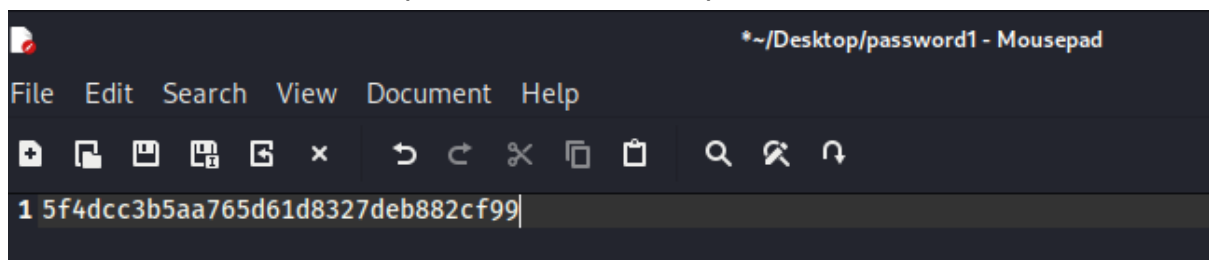 *~/Desktop/password1 - Mousepad
File Edit Search View Document Help
1 5f4dcc3b5aa765d61d8327deb882cf99